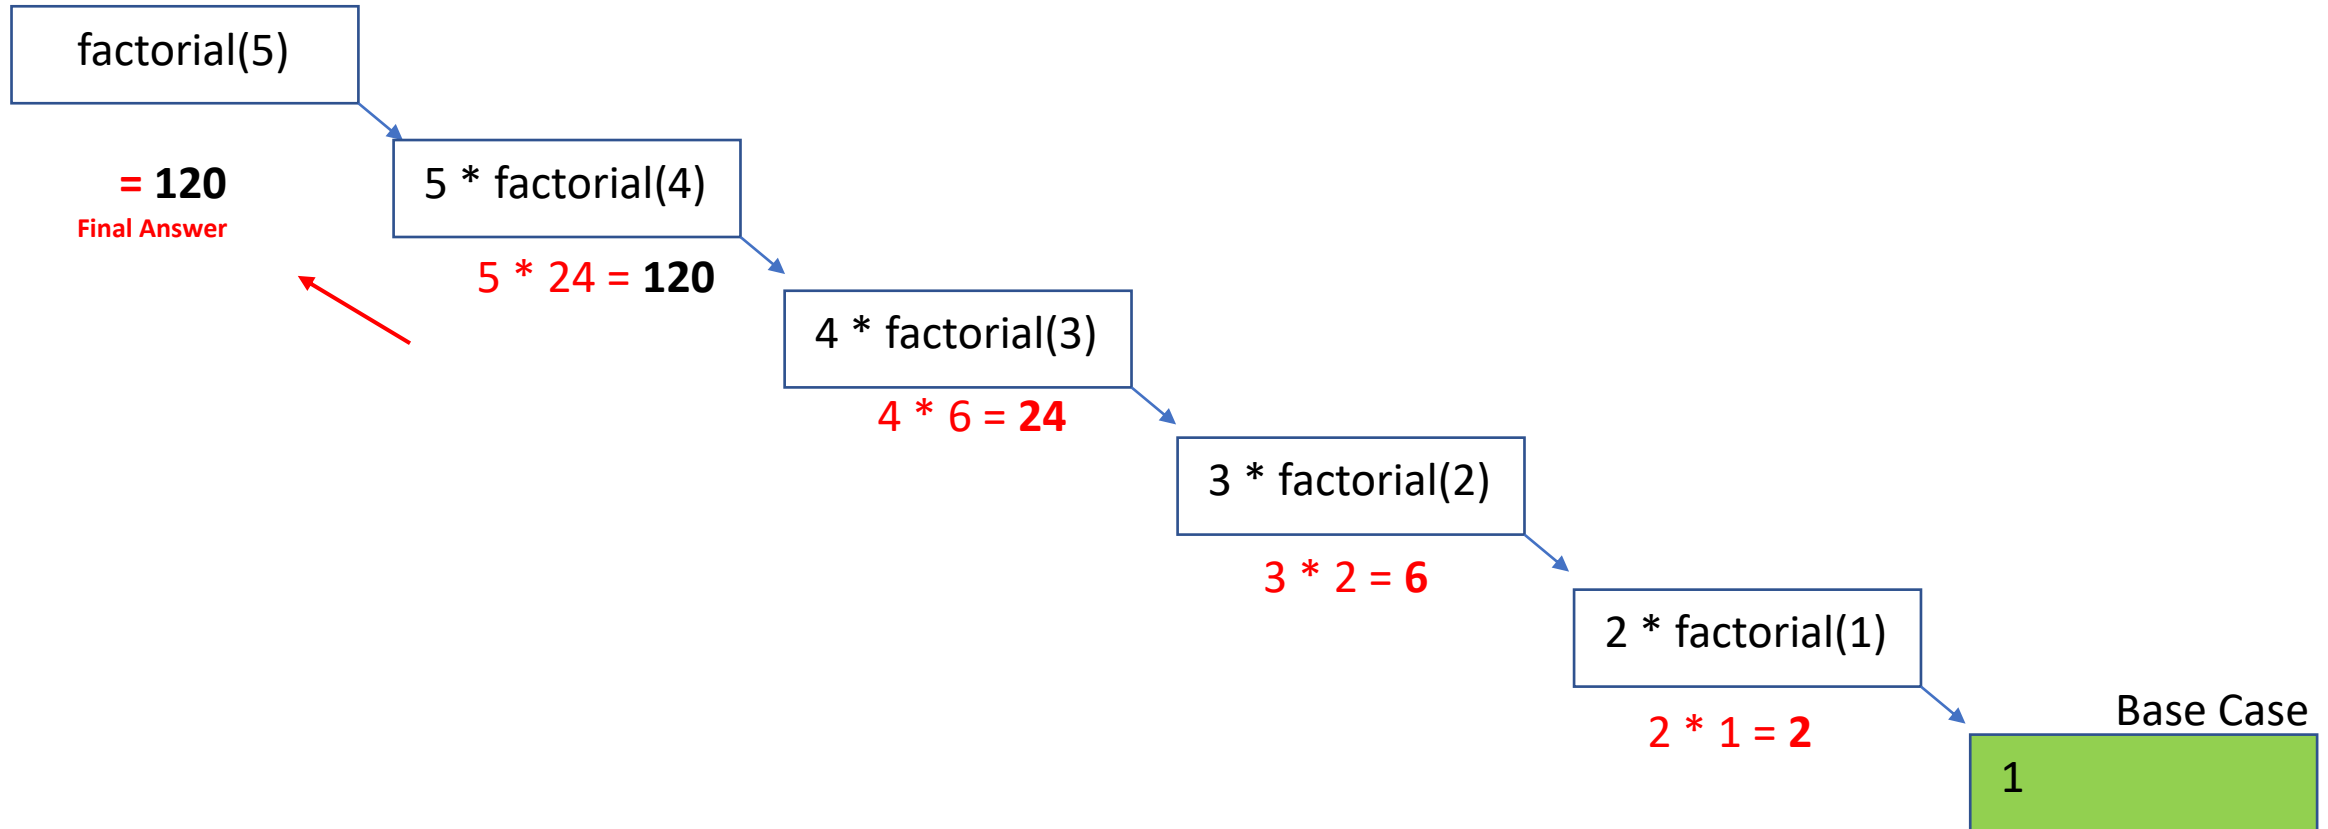 factorial(5)
= 120
Final Answer
5 * factorial(4)
5 * 24 = 120
4 * factorial(3)
4 * 6 = 24
3 * factorial(2)
3 * 2 = 6
2 * factorial(1)
2 * 1 = 2
Base Case
1